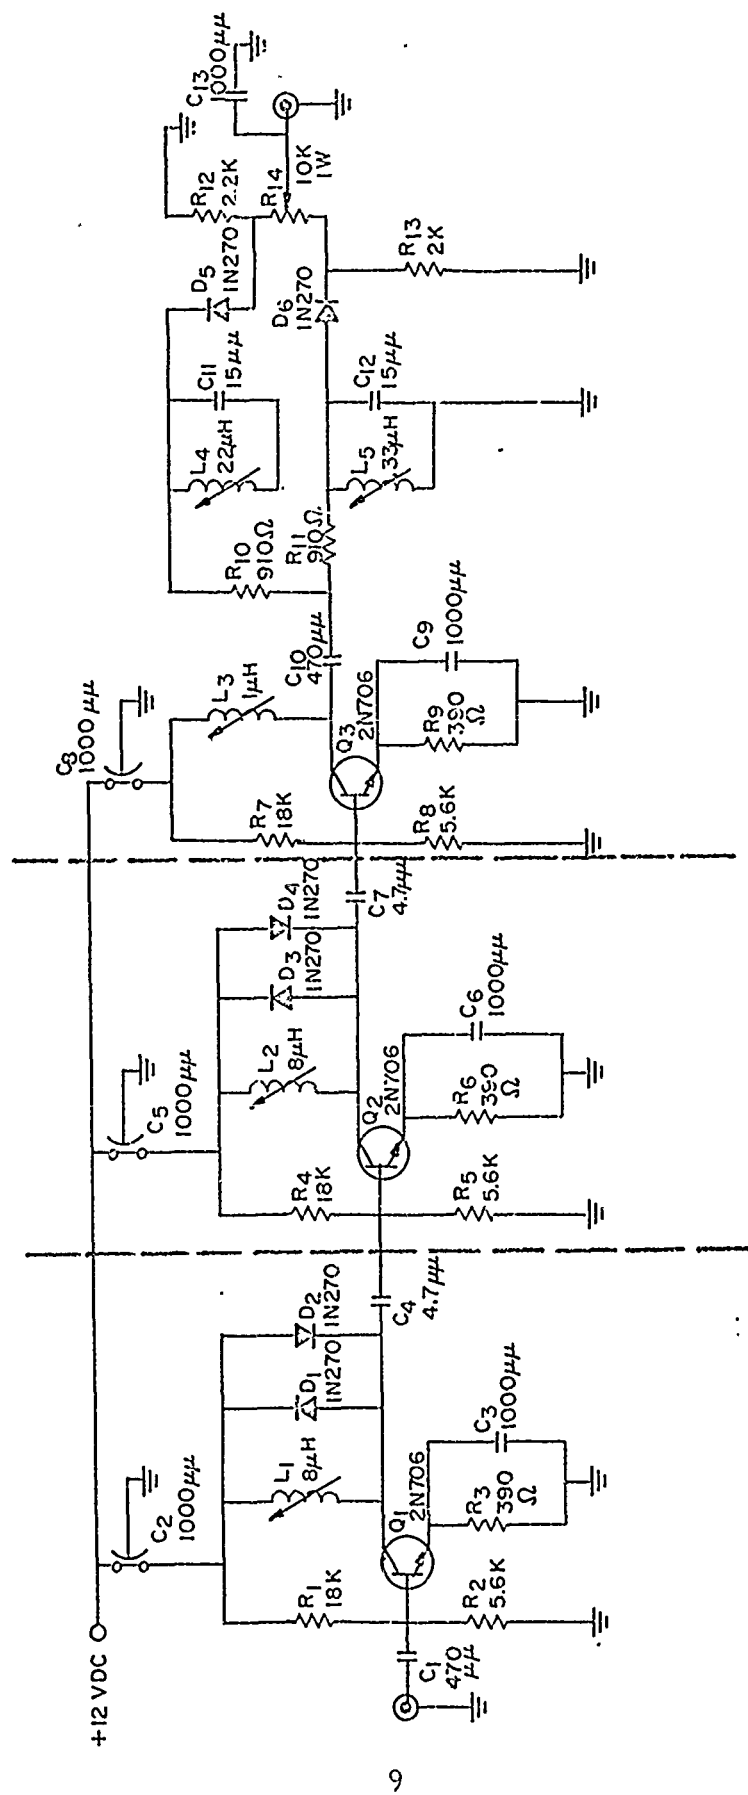 +12 VDC
C1
470
μμ
R1
18K
R2
5.6K
C2
1000μμ
L1
8μH
Q1
2N706
R3
390
Ω
C3
1000μμ
D1
1N270
D2
1N270
C4
4.7μμ
R4
18K
R5
5.6K
C5
1000μμ
L2
8μH
Q2
2N706
R6
390
Ω
C6
1000μμ
D3
1N270
D4
1N270
C7
4.7μμ
R7
18K
R8
5.6K
1000μμ
L3
1μH
Q3
2N706
R9
390
Ω
C9
1000μμ
C10
470μμ
R10
910Ω
R11
910Ω
L4
22μH
C11
15μμ
L5
33μH
C12
15μμ
D5
1N270
D6
1N270
R12
2.2K
R13
2K
R14
10K
1W
C13
1000μμ